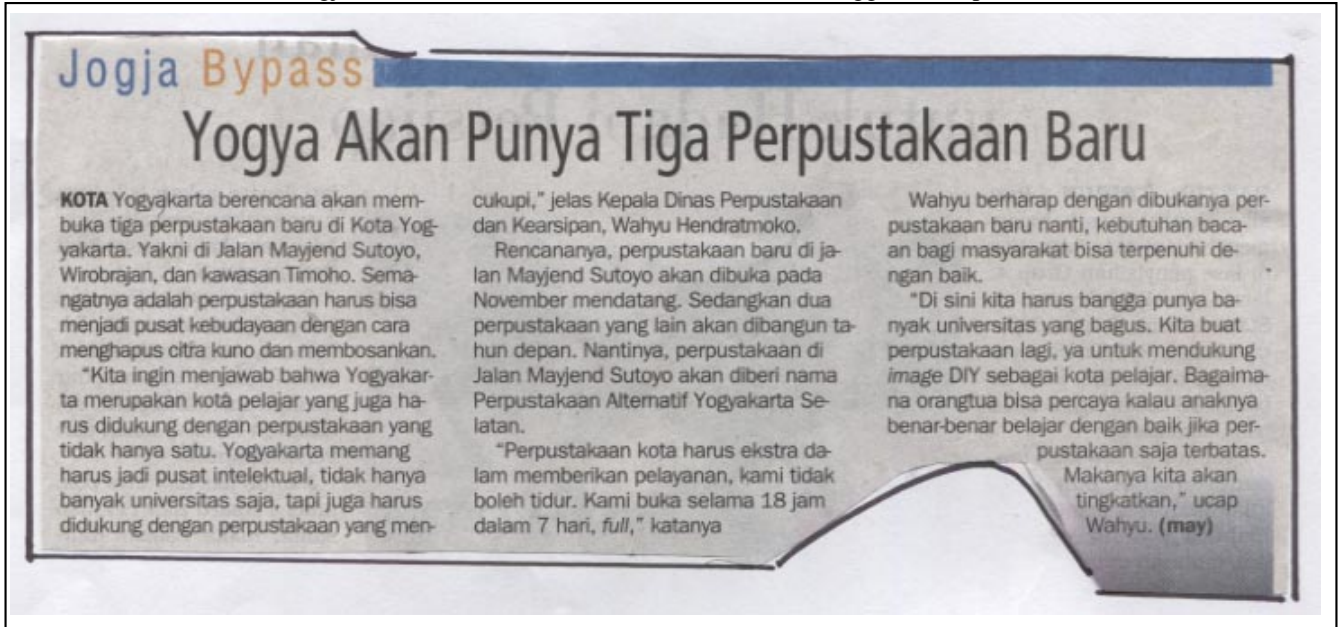 Jogja Bypass
Yogya Akan Punya Tiga Perpustakaan Baru
KOTA Yogyakarta berencana akan mem-
buka tiga perpustakaan baru di Kota Yog-
yakarta. Yakni di Jalan Mayjend Sutoyo,
Wirobrajan, dan kawasan Timoho. Sema-
ngatnya adalah perpustakaan harus bisa
menjadi pusat kebudayaan dengan cara
menghapus citra kuno dan membosankan.
"Kita ingin menjawab bahwa Yogyakar-
ta merupakan kota pelajar yang juga ha-
rus didukung dengan perpustakaan yang
tidak hanya satu. Yogyakarta memang
harus jadi pusat intelektual, tidak hanya
banyak universitas saja, tapi juga harus
didukung dengan perpustakaan yang men-
cukupi," jelas Kepala Dinas Perpustakaan
dan Kearsipan, Wahyu Hendratmoko.
Rencananya, perpustakaan baru di ja-
lan Mayjend Sutoyo akan dibuka pada
November mendatang. Sedangkan dua
perpustakaan yang lain akan dibangun ta-
hun depan. Nantinya, perpustakaan di
Jalan Mayjend Sutoyo akan diberi nama
Perpustakaan Alternatif Yogyakarta Se-
latan.
"Perpustakaan kota harus ekstra da-
lam memberikan pelayanan, kami tidak
boleh tidur. Kami buka selama 18 jam
dalam 7 hari, full," katanya
Wahyu berharap dengan dibukanya per-
pustakaan baru nanti, kebutuhan baca-
an bagi masyarakat bisa terpenuhi de-
ngan baik.
"Di sini kita harus bangga punya ba-
nyak universitas yang bagus. Kita buat
perpustakaan lagi, ya untuk mendukung
image DIY sebagai kota pelajar. Bagaima-
na orangtua bisa percaya kalau anaknya
benar-benar belajar dengan baik jika per-
pustakaan saja terbatas.
Makanya kita akan
tingkatkan," ucap
Wahyu. (may)